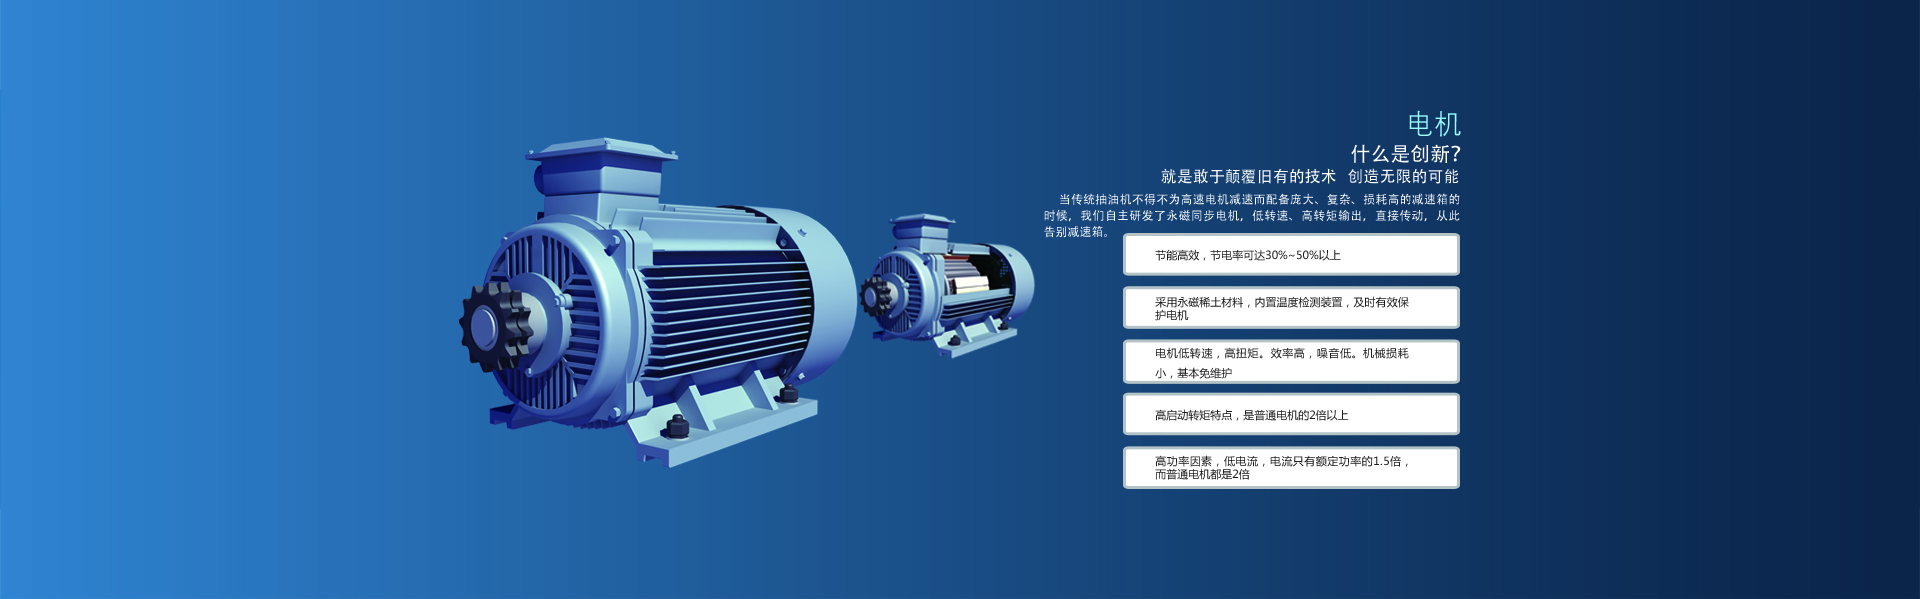 电机
什么是创新?
就是敢于颠覆旧有的技术 创造无限的可能
当传统抽油机不得不为高速电机减速而配备庞大、复杂、损耗高的减速箱的
时候，我们自主研发了永磁同步电机，低转速、高转矩输出，直接传动，从此
告别减速箱。
节能高效，节电率可达30%~50%以上
采用永磁稀土材料，内置温度检测装置，及时有效保
护电机
电机低转速，高扭矩。效率高，噪音低。机械损耗
小，基本免维护
高启动转矩特点，是普通电机的2倍以上
高功率因素，低电流，电流只有额定功率的1.5倍，
而普通电机都是2倍